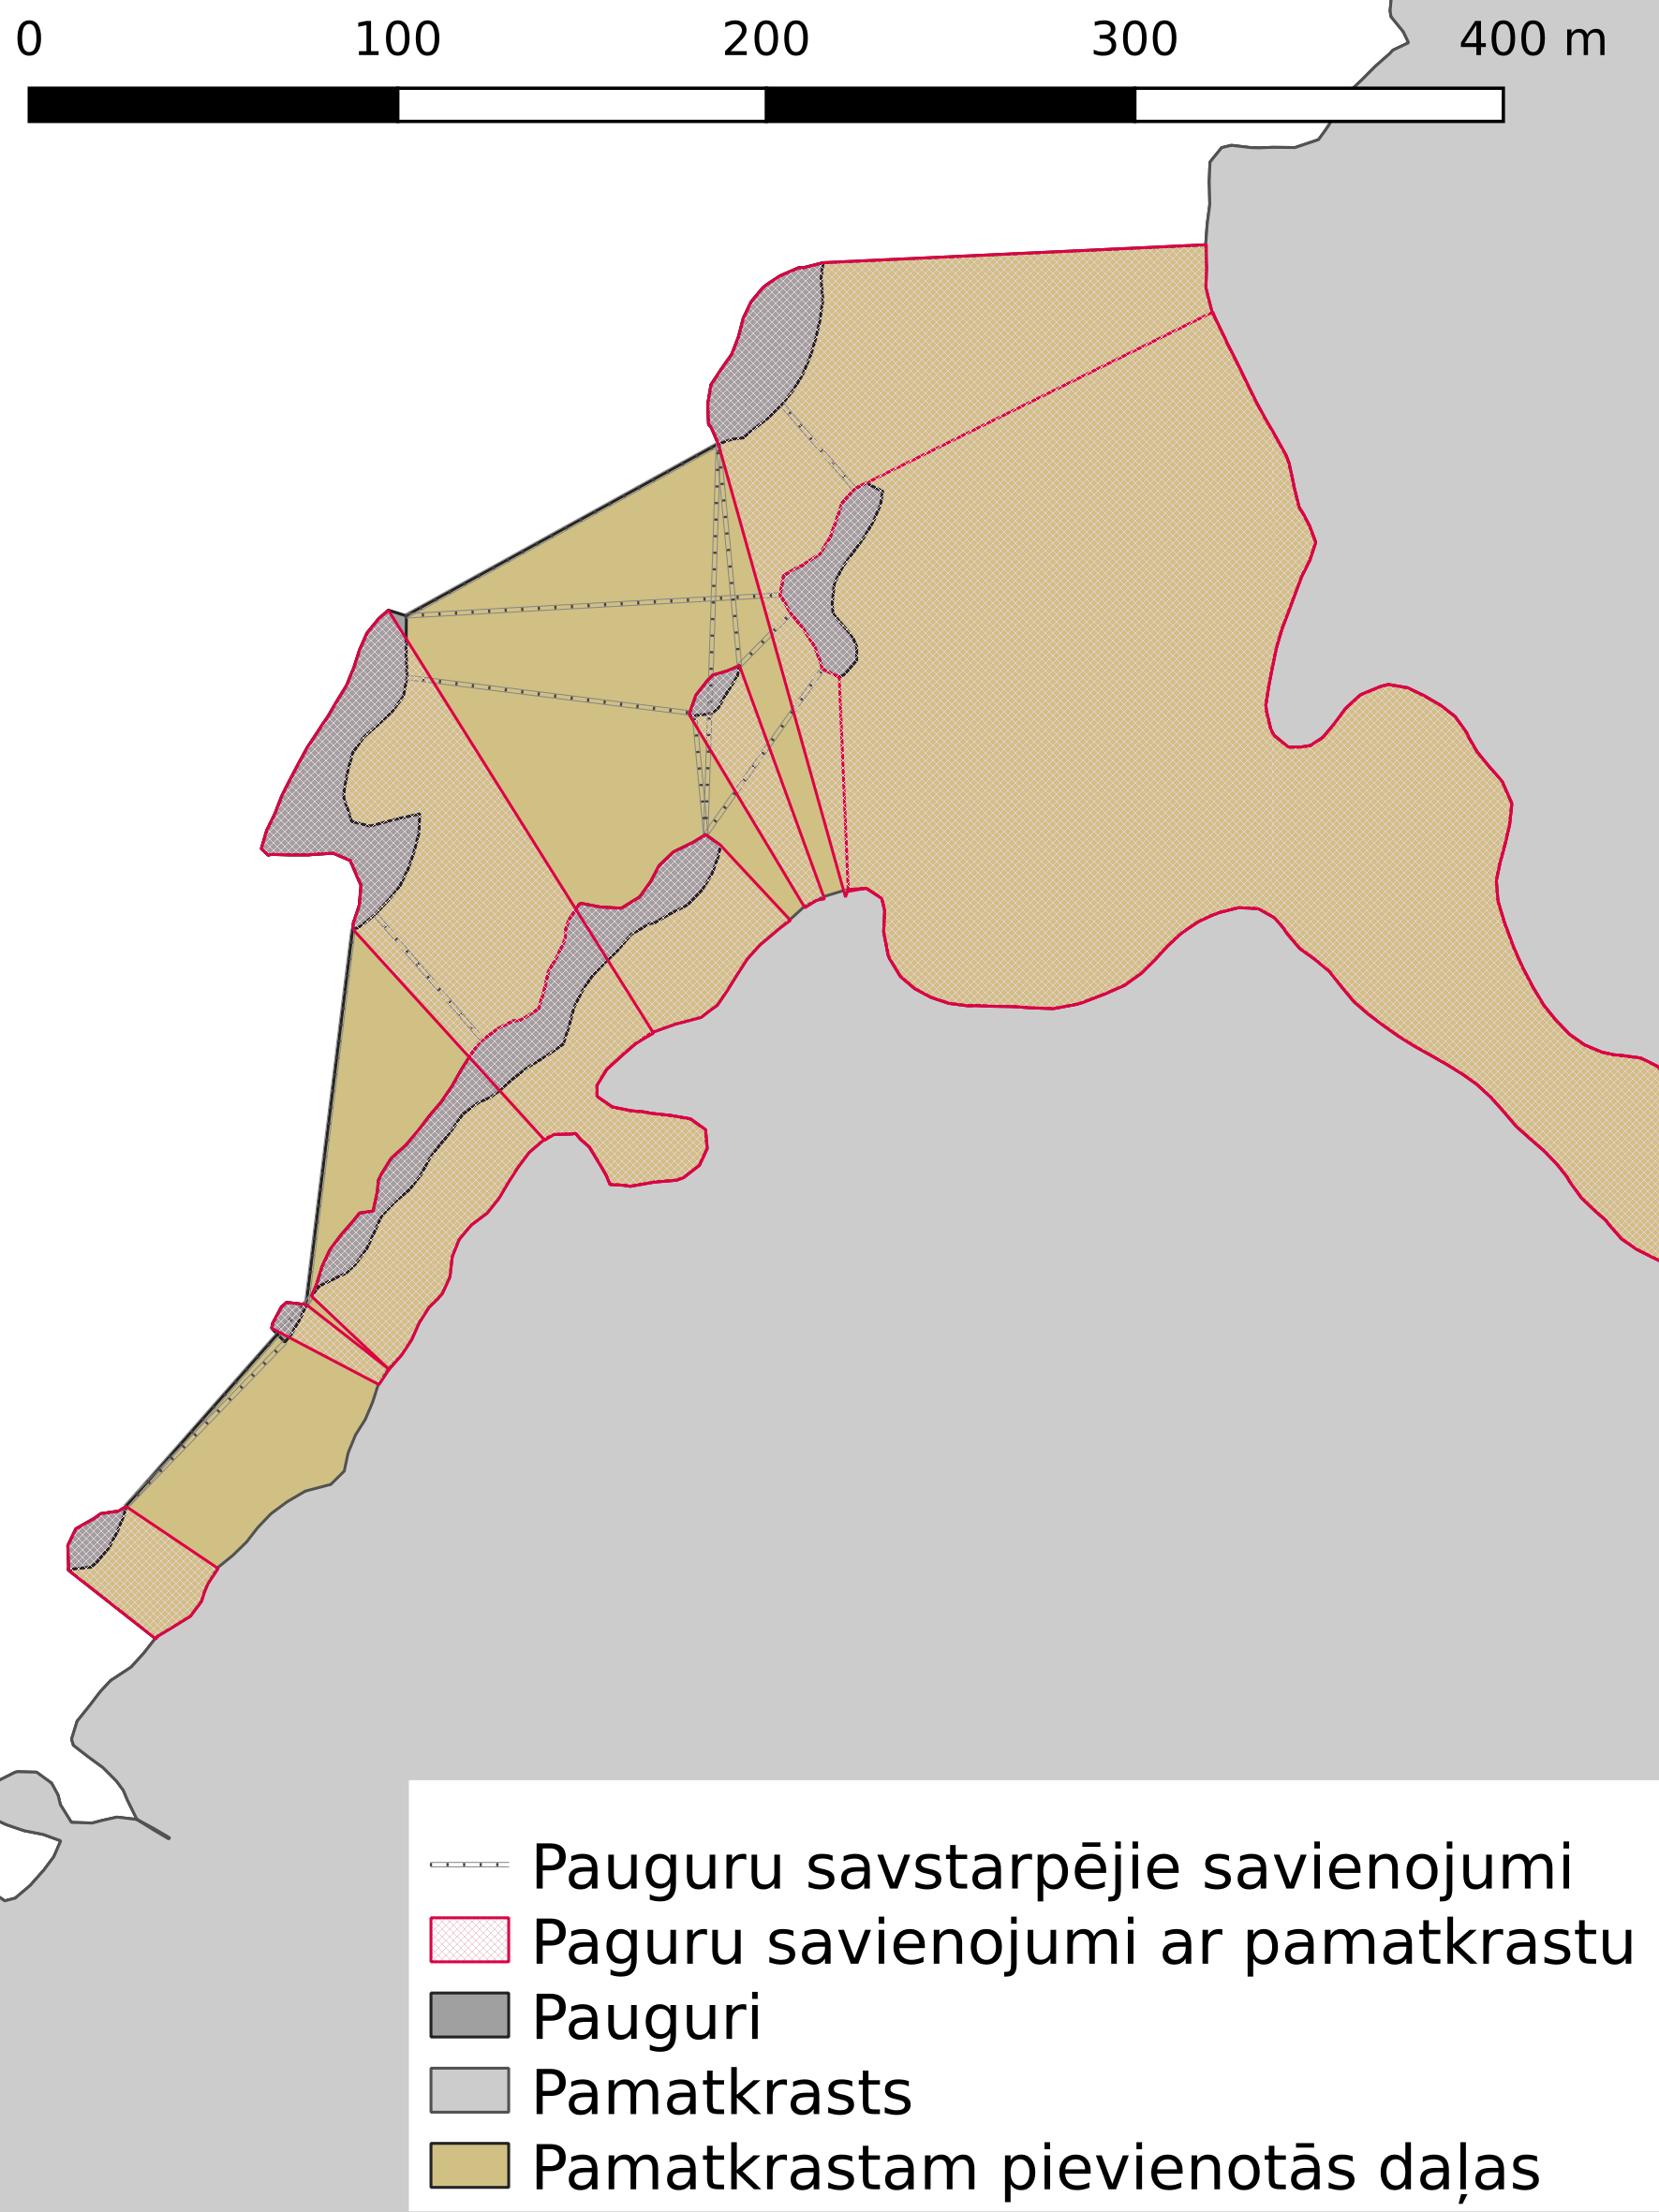 0 100 200 300 400 m
Pauguru savstarpējie savienojumi
Paguru savienojumi ar pamatkrastu
Pauguri
Pamatkrasts
Pamatkrastam pievienotās daļas